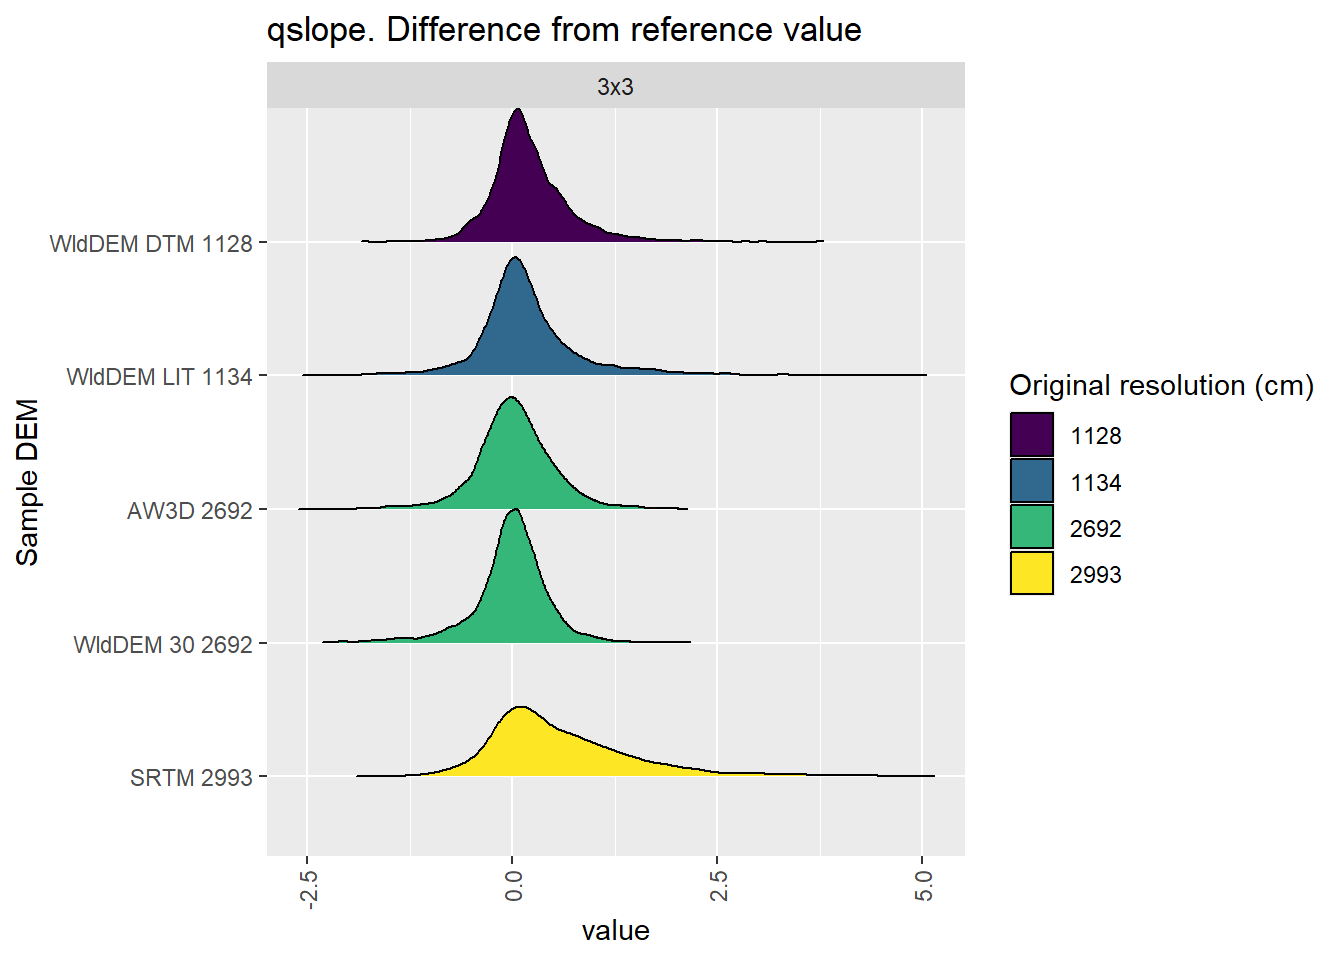 qslope. Difference from reference value
3x3
Sample DEM
WldDEM DTM 1128
WldDEM LIT 1134
AW3D 2692
WldDEM 30 2692
SRTM 2993
-2.5
0.0
2.5
5.0
value
Original resolution (cm)
1128
1134
2692
2993